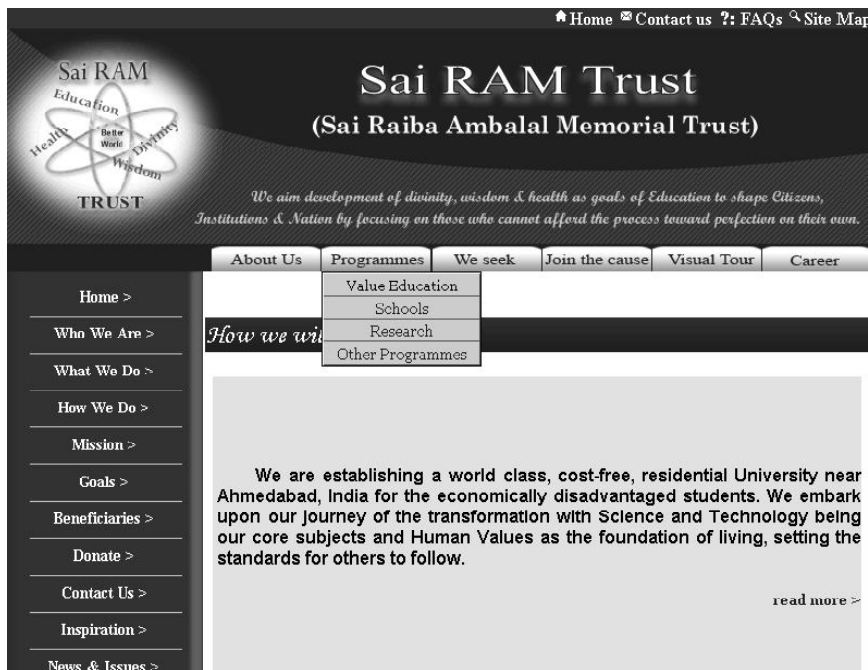 Home Contact us ?: FAQs Site Map
Sai RAM
Education
Health
Better
World
Divinity
Wisdom
TRUST
Sai RAM Trust
(Sai Raiba Ambalal Memorial Trust)
We aim development of divinity, wisdom & health as goals of Education to shape Citizens,
Institutions & Nation by focusing on those who cannot afford the process toward perfection on their own.
About Us Programmes We seek Join the cause Visual Tour Career
Value Education
Schools
Research
Other Programmes
Home >
Who We Are >
What We Do >
How We Do >
Mission >
Goals >
Beneficiaries >
Donate >
Contact Us >
Inspiration >
News & Issues >
How we wil
We are establishing a world class, cost-free, residential University near
Ahmedabad, India for the economically disadvantaged students. We embark
upon our journey of the transformation with Science and Technology being
our core subjects and Human Values as the foundation of living, setting the
standards for others to follow.
read more >